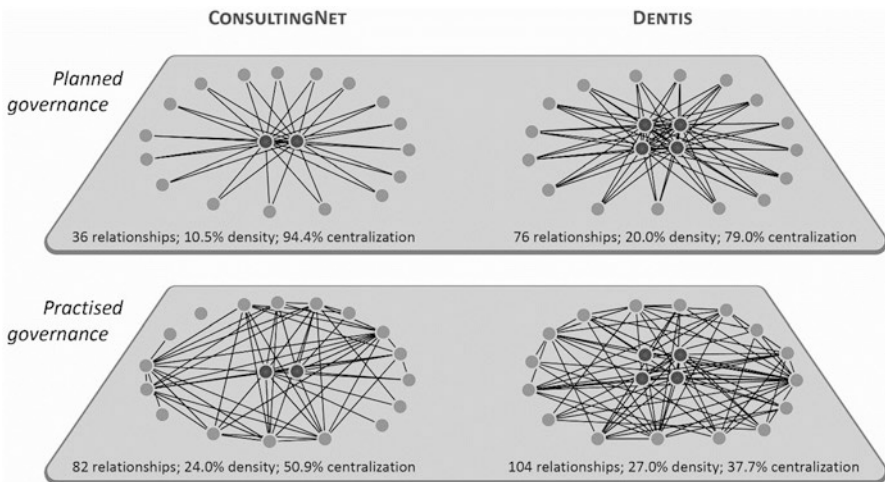 CONSULTINGNET DENTIS
Planned
governance
36 relationships; 10.5% density; 94.4% centralization 76 relationships; 20.0% density; 79.0% centralization
Practised
governance
82 relationships; 24.0% density; 50.9% centralization 104 relationships; 27.0% density; 37.7% centralization